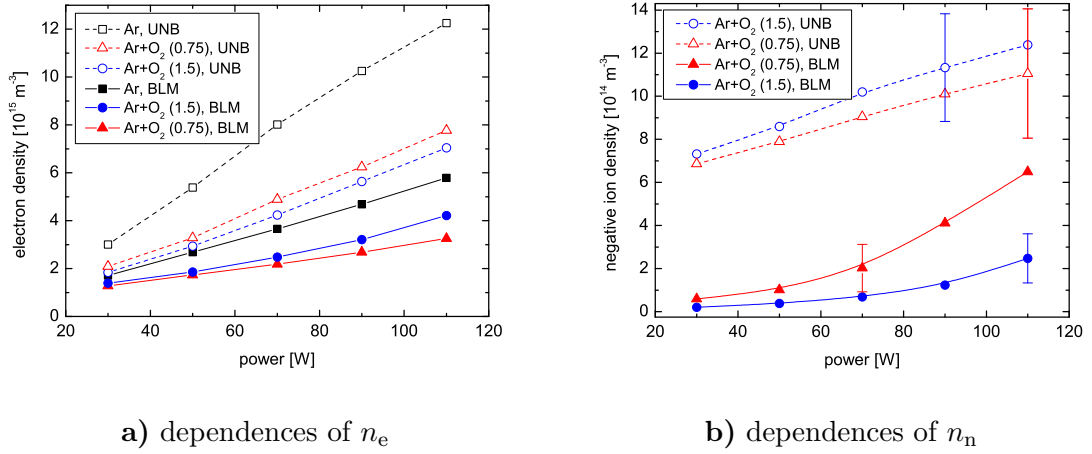 Ar, UNB
Ar+O2 (0.75), UNB
Ar+O2 (1.5), UNB
Ar, BLM
Ar+O2 (1.5), BLM
Ar+O2 (0.75), BLM
electron density [10^15 m^-3]
12
10
8
6
4
2
0
20 40 60 80 100 120
power [W]
Ar+O2 (1.5), UNB
Ar+O2 (0.75), UNB
Ar+O2 (0.75), BLM
Ar+O2 (1.5), BLM
negative ion density [10^14 m^-3]
14
12
10
8
6
4
2
0
20 40 60 80 100 120
power [W]
a) dependences of ne
b) dependences of nn